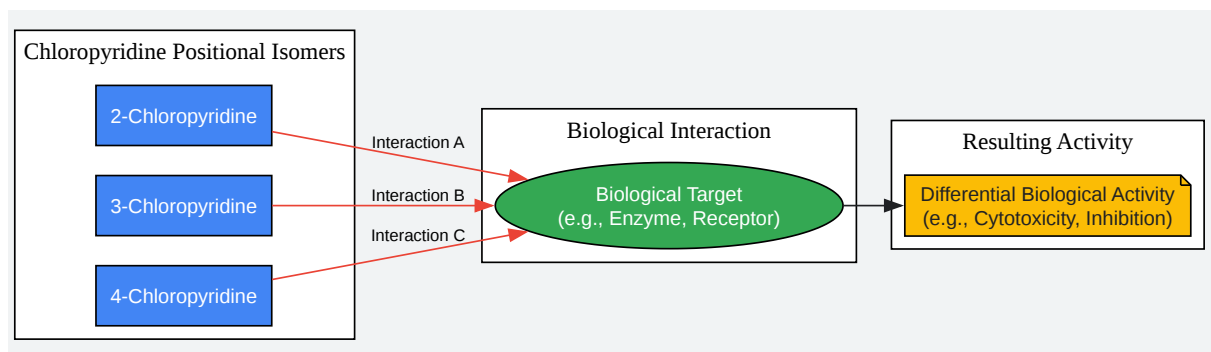 Chloropyridine Positional Isomers
2-Chloropyridine
3-Chloropyridine
4-Chloropyridine
Interaction A
Interaction B
Interaction C
Biological Interaction
Biological Target
(e.g., Enzyme, Receptor)
Resulting Activity
Differential Biological Activity
(e.g., Cytotoxicity, Inhibition)